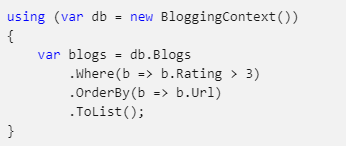 using (var db = new BloggingContext())
{
    var blogs = db.Blogs
        .Where(b => b.Rating > 3)
        .OrderBy(b => b.Url)
        .ToList();
}